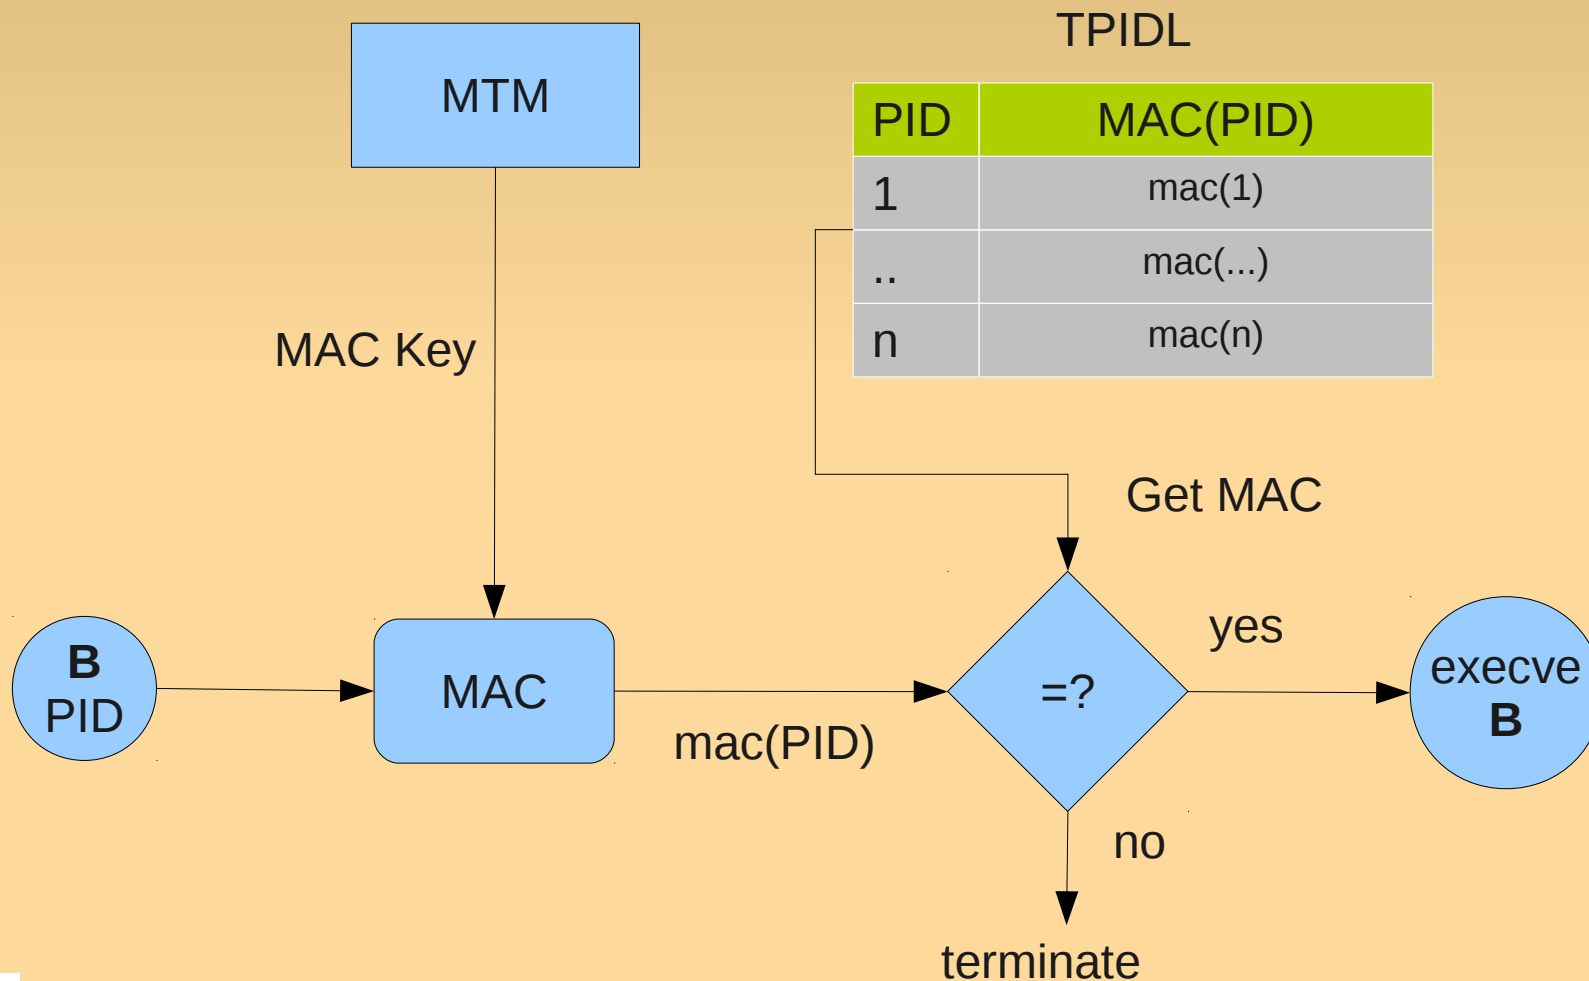 TPIDL
MTM
PID MAC(PID)
1 mac(1)
.. mac(...)
n mac(n)
MAC Key
Get MAC
yes
B
PID
MAC
=?
execve
B
mac(PID)
no
terminate